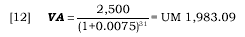 [12] VA = 2,500 / (1+0.0075)³¹ = UM 1,983.09